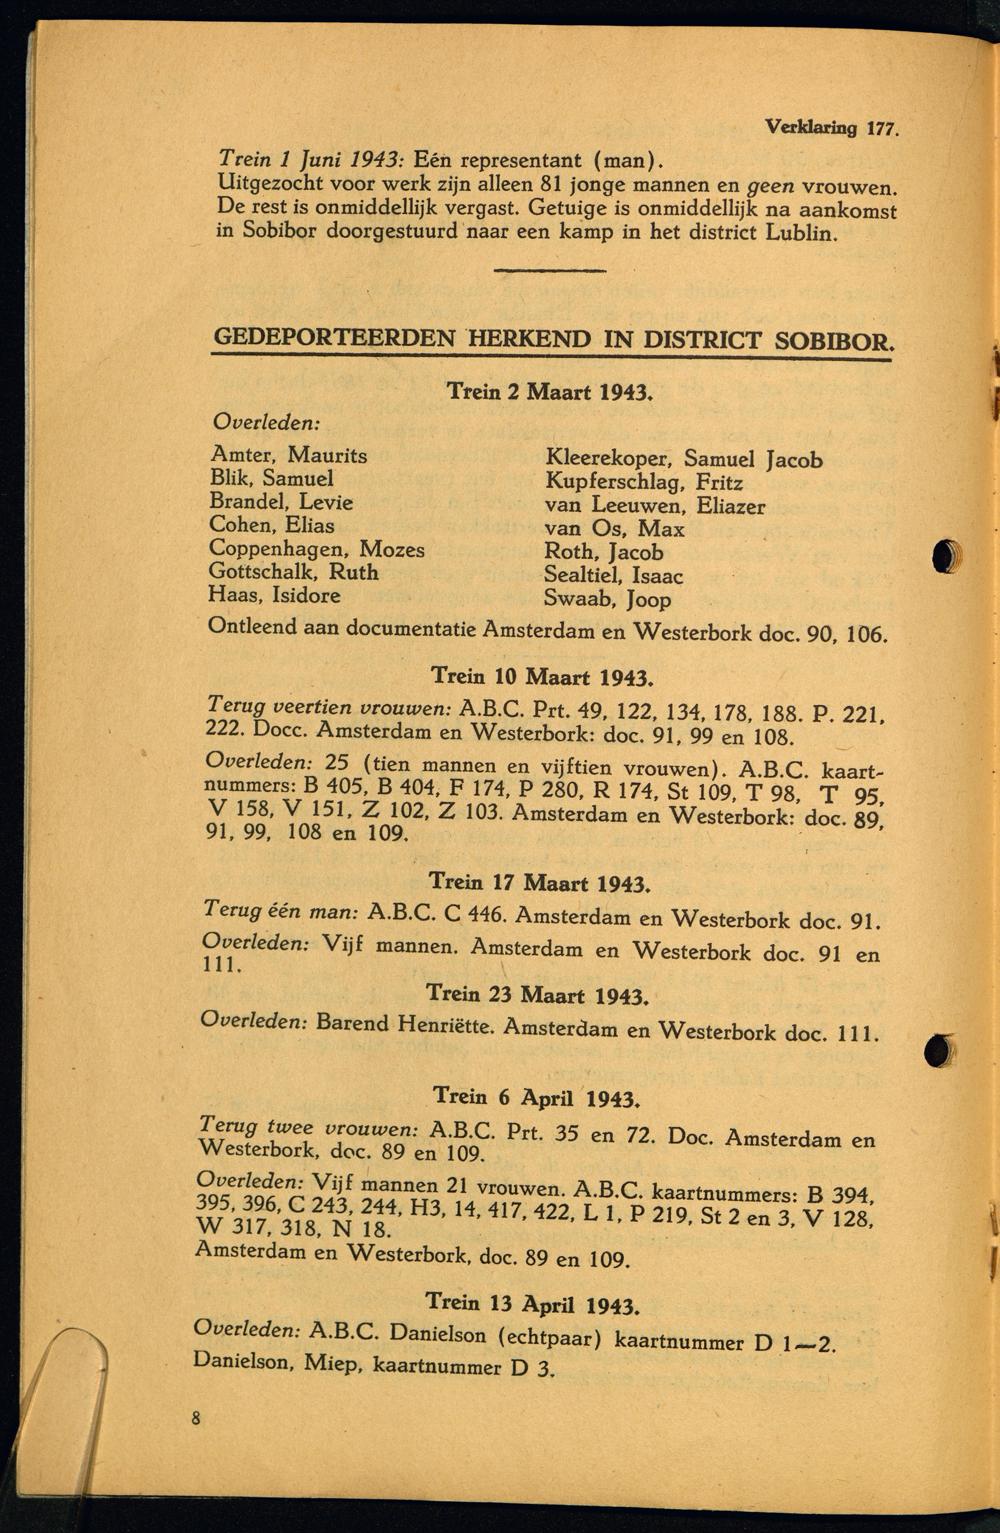 Verklaring 177.
Trein 1 Juni 1943: Eén representant (man).
Uitgezocht voor werk zijn alleen 81 jonge mannen en geen vrouwen.
De rest is onmiddellijk vergast. Getuige is onmiddellijk na aankomst
in Sobibor doorgestuurd naar een kamp in het district Lublin.
GEDEPORTEERDEN HERKEND IN DISTRICT SOBIBOR.
Trein 2 Maart 1943.
Overleden:
Amter, Maurits
Blik, Samuel
Brandel, Levie
Cohen, Elias
Coppenhagen, Mozes
Gottschalk, Ruth
Haas, Isidore
Kleerekoper, Samuel Jacob
Kupferschlag, Fritz
van Leeuwen, Eliazer
van Os, Max
Roth, Jacob
Sealtiel, Isaac
Swaab, Joop
Ontleend aan documentatie Amsterdam en Westerbork doc. 90, 106.
Trein 10 Maart 1943.
Terug veertien vrouwen: A.B.C. Prt. 49, 122, 134, 178, 188. P. 221,
222. Docc. Amsterdam en Westerbork: doc. 91, 99 en 108.
Overleden: 25 (tien mannen en vijftien vrouwen). A.B.C. kaart-
nummers: B 405, B 404, F 174, P 280, R 174, St 109, T 98, T 95,
V 158, V 151, Z 102, Z 103. Amsterdam en Westerbork: doc. 89,
91, 99, 108 en 109.
Trein 17 Maart 1943.
Terug één man: A.B.C. C 446. Amsterdam en Westerbork doc. 91.
Overleden: Vijf mannen. Amsterdam en Westerbork doc. 91 en
111.
Trein 23 Maart 1943.
Overleden: Barend Henriëtte. Amsterdam en Westerbork doc. 111.
Trein 6 April 1943.
Terug twee vrouwen: A.B.C. Prt. 35 en 72. Doc. Amsterdam en
Westerbork, doc. 89 en 109.
Overleden: Vijf mannen 21 vrouwen. A.B.C. kaartnummers: B 394,
395, 396, C 243, 244, H3, 14, 417, 422, L 1, P 219, St 2 en 3, V 128,
W 317, 318, N 18.
Amsterdam en Westerbork, doc. 89 en 109.
Trein 13 April 1943.
Overleden: A.B.C. Danielson (echtpaar) kaartnummer D 1—2.
Danielson, Miep, kaartnummer D 3.
8